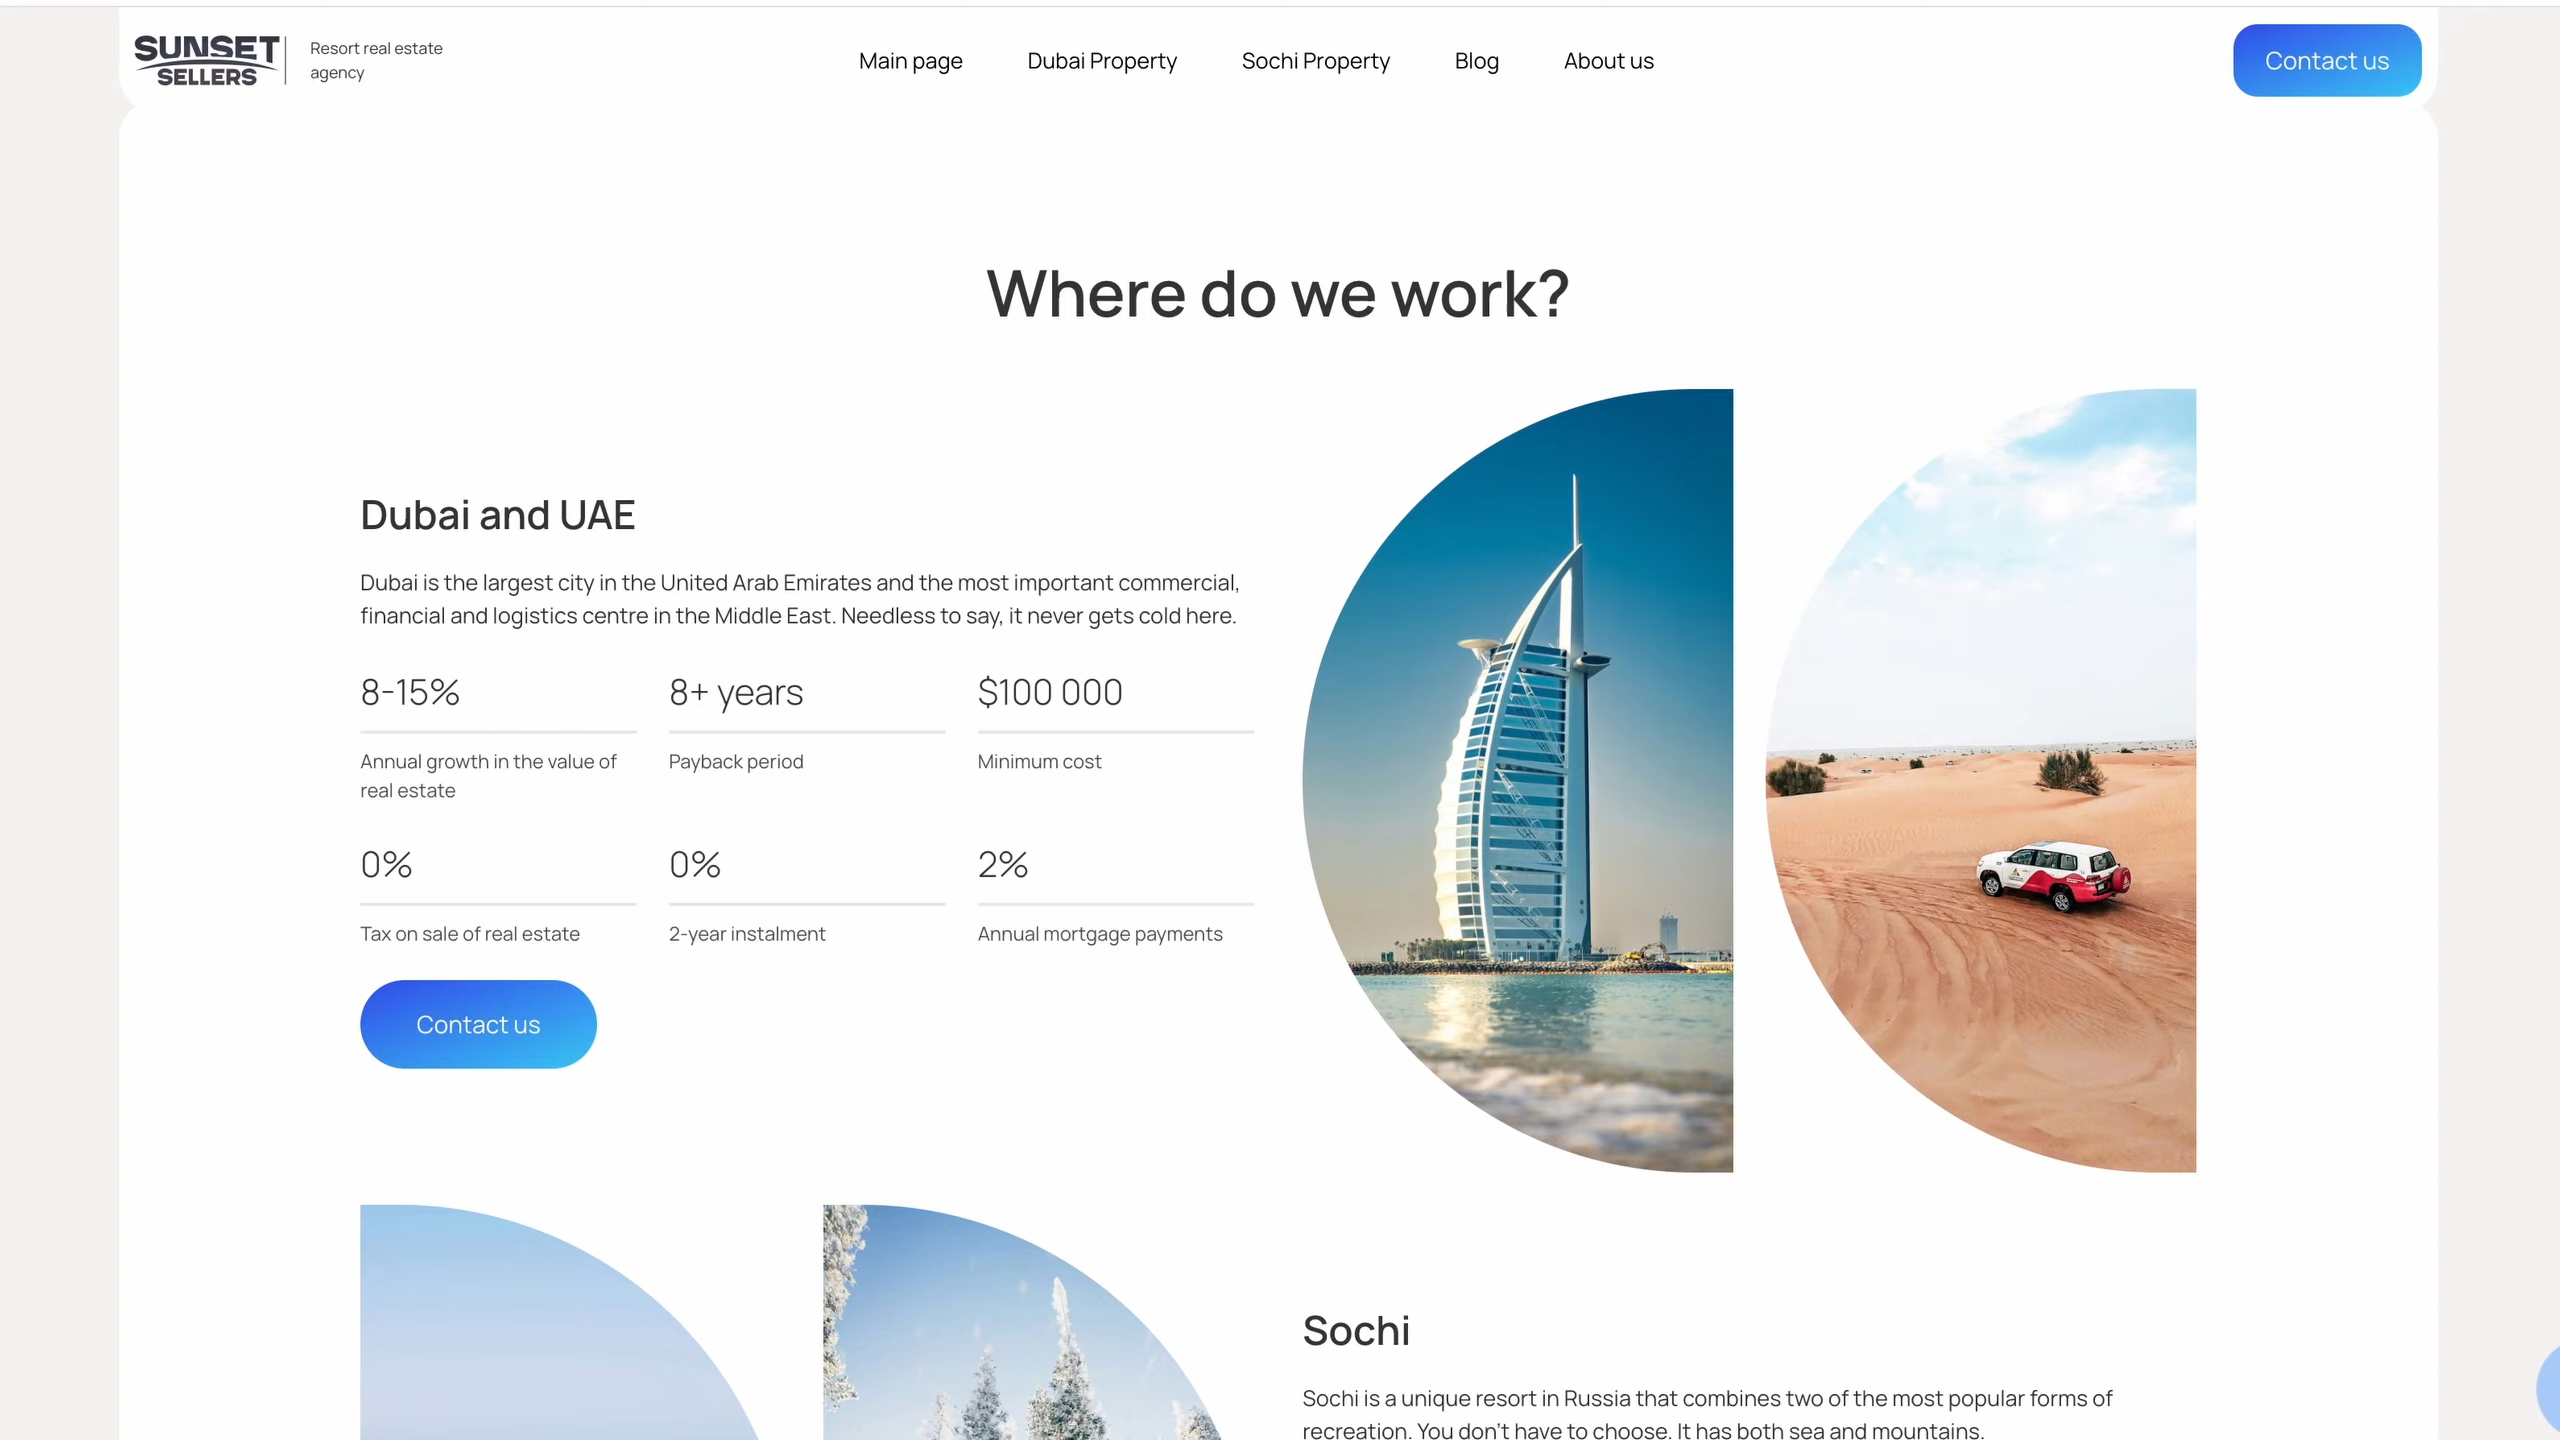 SUNSET
SELLERS
Resort real estate
agency
Main page
Dubai Property
Sochi Property
Blog
About us
Contact us
Where do we work?
Dubai and UAE
Dubai is the largest city in the United Arab Emirates and the most important commercial,
financial and logistics centre in the Middle East. Needless to say, it never gets cold here.
8-15%
Annual growth in the value of
real estate
8+ years
Payback period
$100 000
Minimum cost
0%
Tax on sale of real estate
0%
2-year instalment
2%
Annual mortgage payments
Contact us
Sochi
Sochi is a unique resort in Russia that combines two of the most popular forms of
recreation. You don't have to choose. It has both sea and mountains.